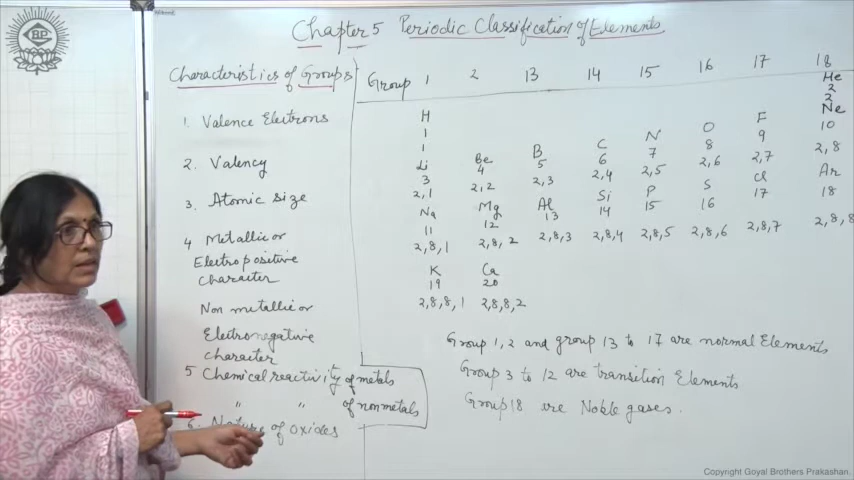 GBP
Chapter 5 Periodic Classification of Elements
Characteristics of Groups
1. Valence Electrons
2. Valency
3. Atomic size
4 Metallic or
Electropositive
character
Non metallic or
Electronegative
character
5 Chemical reactivity of metals
" " of nonmetals
6. Nature of oxides
Group 1 2 13 14 15 16 17 18
He
2
2
H B C N O F Ne
1 5 6 7 8 9 10
1 2,3 2,4 2,5 2,6 2,7 2,8
Li Be
3 4
2,1 2,2
Na Mg Al Si P S Cl Ar
11 12 13 14 15 16 17 18
2,8,1 2,8,2 2,8,3 2,8,4 2,8,5 2,8,6 2,8,7 2,8,8
K Ca
19 20
2,8,8,1 2,8,8,2
Group 1,2 and group 13 to 17 are normal Elements
Group 3 to 12 are transition Elements
Group 18 are Noble gases.
Copyright Goyal Brothers Prakashan.